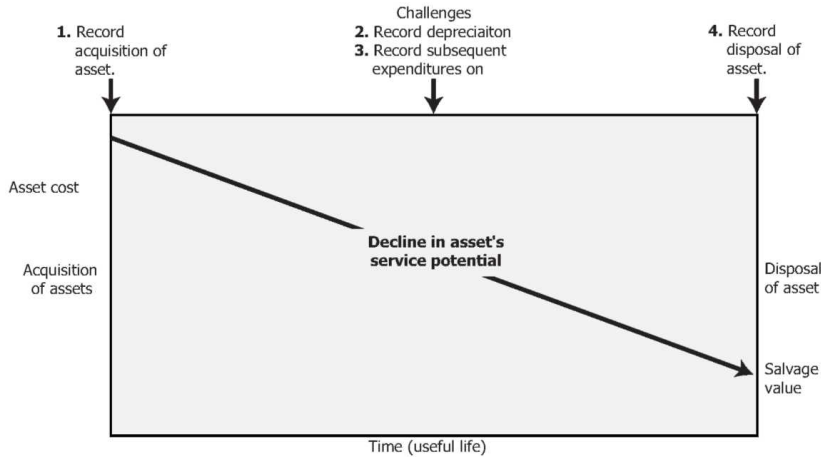 Challenges
1. Record
acquisition of
asset.
2. Record depreciaiton
3. Record subsequent
expenditures on
4. Record
disposal of
asset.
Asset cost
Decline in asset's
service potential
Acquisition
of assets
Disposal
of asset
Salvage
value
Time (useful life)